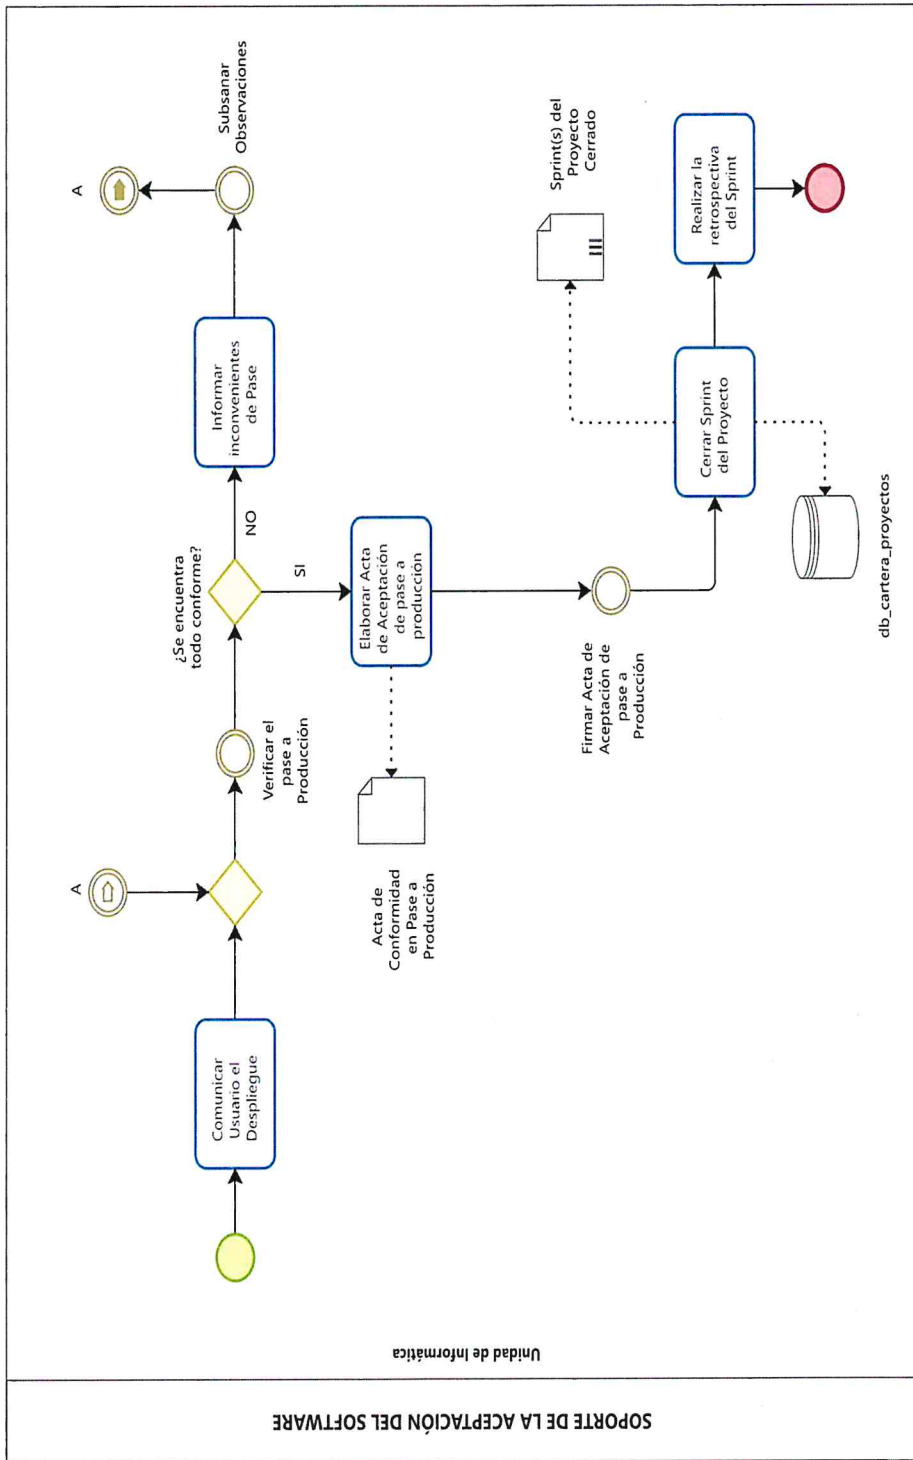 SOPORTE DE LA ACEPTACIÓN DEL SOFTWARE
Unidad de Informática
Comunicar
Usuario el
Despliegue
A
Verificar el
pase a
Producción
¿Se encuentra
todo conforme?
NO
SI
Informar
inconvenientes
de Pase
Subsanar
Observaciones
A
Elaborar Acta
de Aceptación
de pase a
producción
Acta de
Conformidad
en Pase a
Producción
Firmar Acta de
Aceptación de
pase a
Producción
Cerrar Sprint
del Proyecto
Sprint(s) del
Proyecto
Cerrado
db_cartera_proyectos
Realizar la
retrospectiva
del Sprint